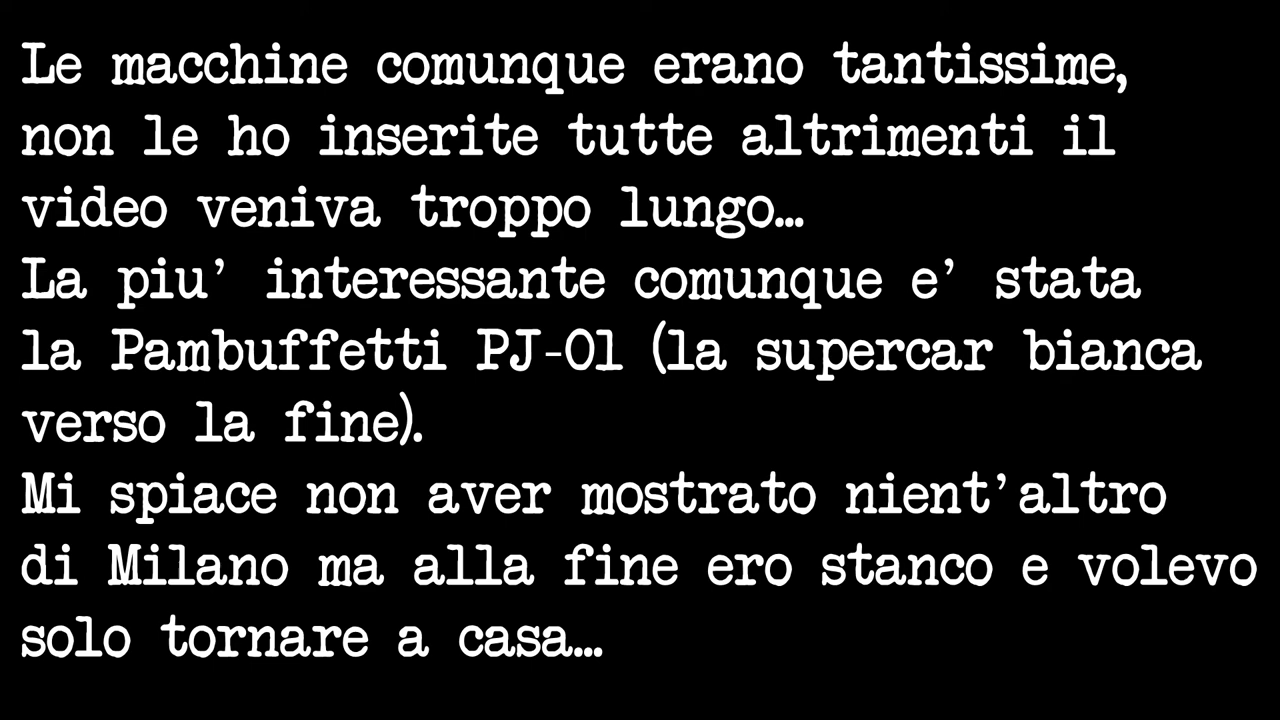 Le macchine comunque erano tantissime,
non le ho inserite tutte altrimenti il
video veniva troppo lungo...
La piu' interessante comunque e' stata
la Pambuffetti PJ-01 (la supercar bianca
verso la fine).
Mi spiace non aver mostrato nient'altro
di Milano ma alla fine ero stanco e volevo
solo tornare a casa...